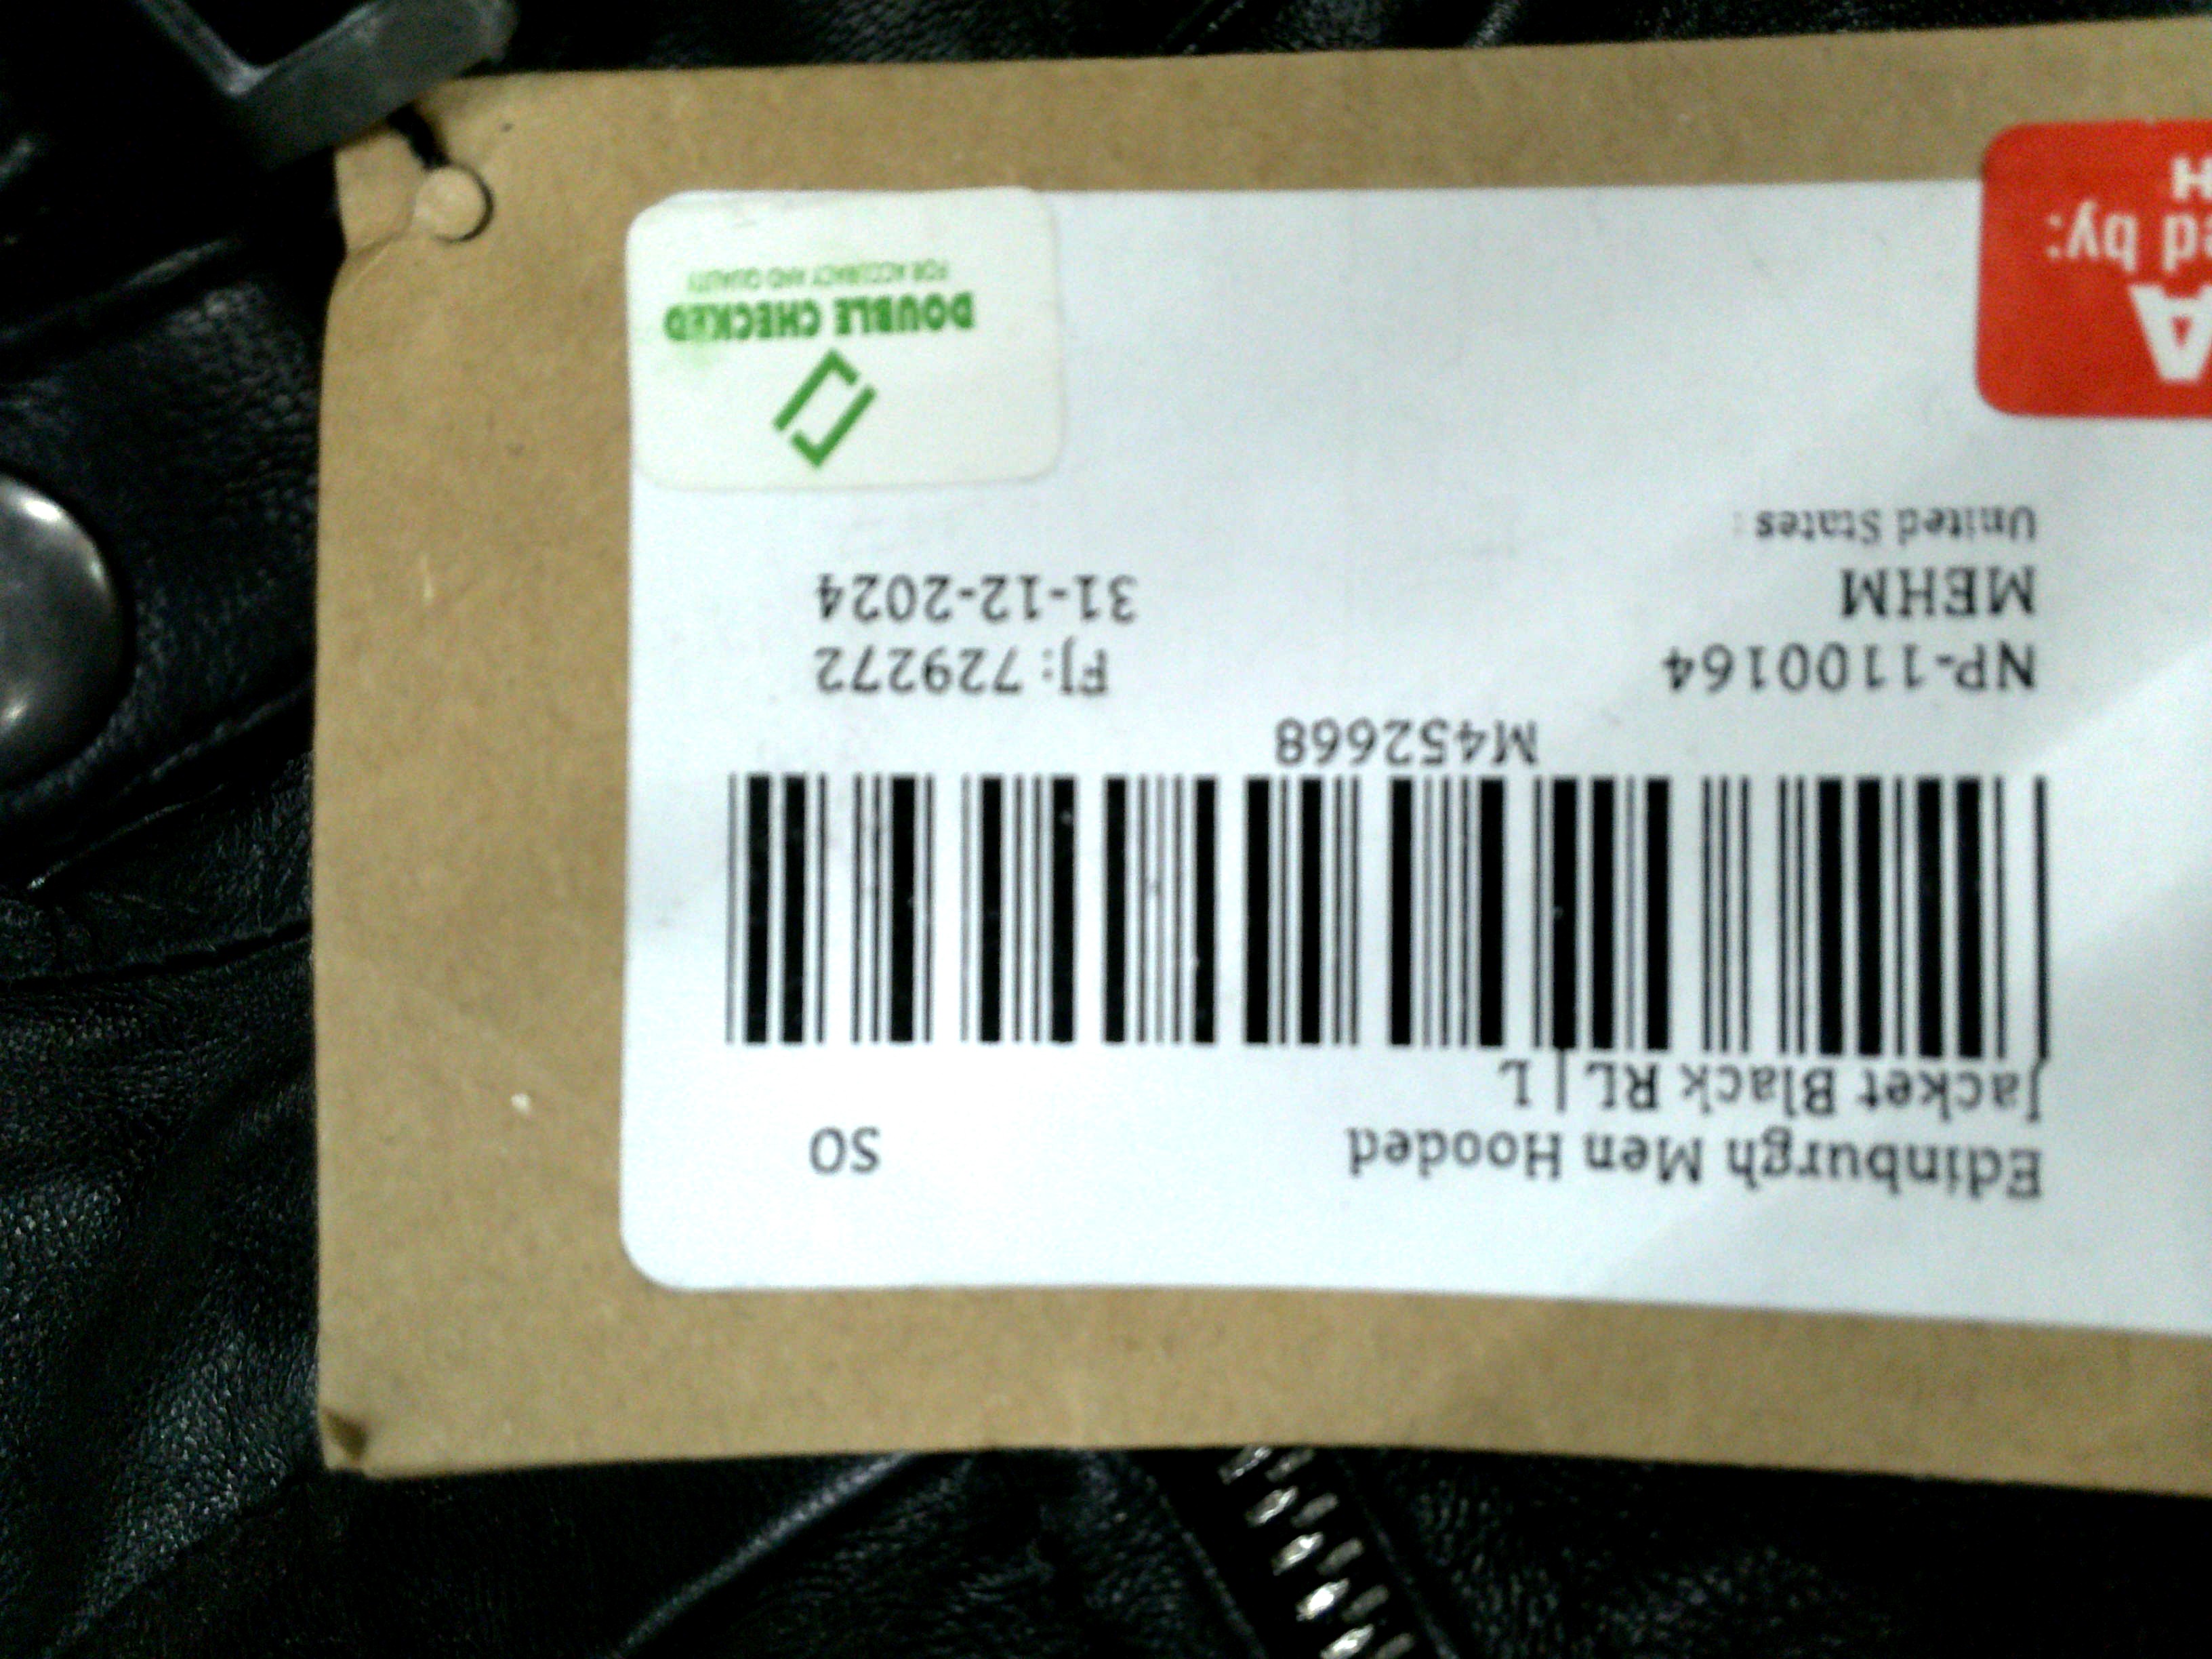 Edinburgh Men Hooded
Jacket Black RL | L
SO
M452668
NP-1100164
FJ: 729272
MEHM
31-12-2024
United States :
DOUBLE CHECKED
FOR ACCURACY AND QUALITY
A
ed by:
H